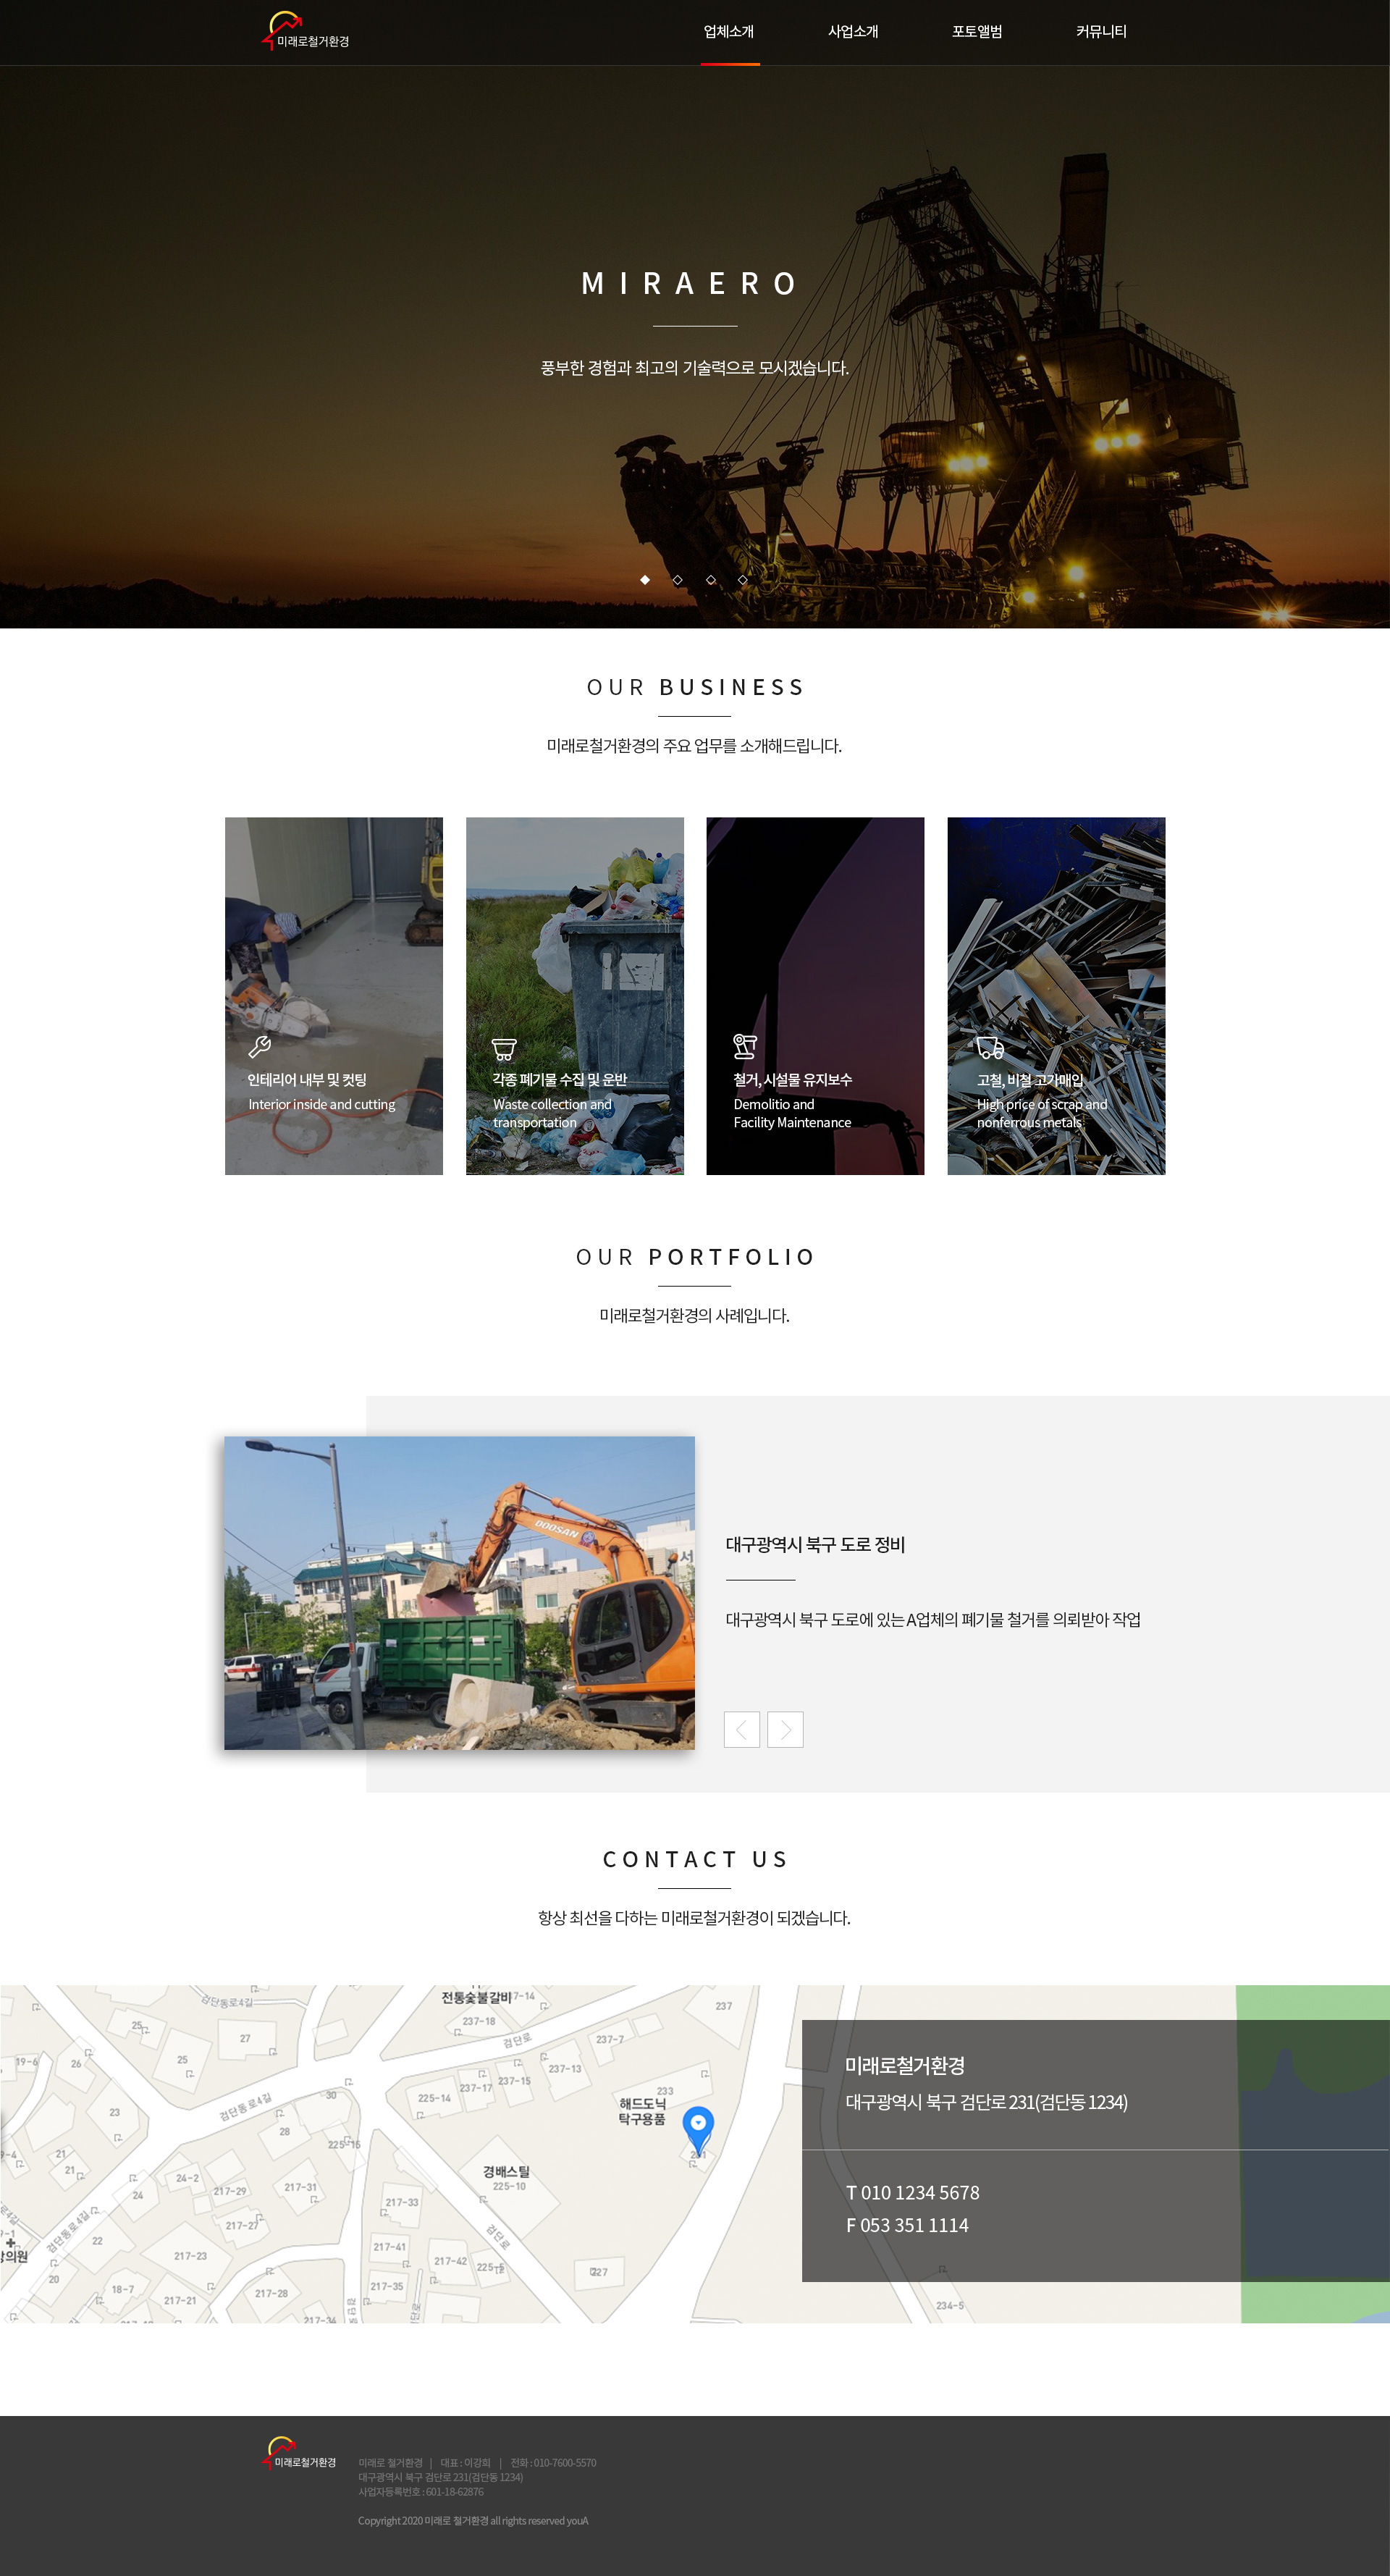 미래로철거환경
업체소개 사업소개 포토앨범 커뮤니티
MIRAERO
풍부한 경험과 최고의 기술력으로 모시겠습니다.
OUR BUSINESS
미래로철거환경의 주요 업무를 소개해드립니다.
인테리어 내부 및 컷팅
Interior inside and cutting
각종 폐기물 수집 및 운반
Waste collection and
transportation
철거, 시설물 유지보수
Demolitio and
Facility Maintenance
고철, 비철 고가매입
High price of scrap and
nonferrous metals
OUR PORTFOLIO
미래로철거환경의 사례입니다.
DOOSAN
서
대구광역시 북구 도로 정비
대구광역시 북구 도로에 있는 A업체의 폐기물 철거를 의뢰받아 작업
CONTACT US
항상 최선을 다하는 미래로철거환경이 되겠습니다.
전통숯불갈비
7-14
237
검단동로4길
25
237-18
27
검단로
237-7
19-6
26
25
237-13
237-15
237-17
30
225-14
233
검단동로4길
해드도닉
탁구용품
23
28
225-15
231
21
21
경배스틸
225-10
24-2
217-29
217-31
24
217-33
217-27
검단동로4길
22
검단로
217-23
217-41
217-42
225-5
227
20
18-7
217-21
217-28
217-35
217-34
234-5
미래로철거환경
대구광역시 북구 검단로 231(검단동 1234)
T 010 1234 5678
F 053 351 1114
미래로철거환경
미래로 철거환경 | 대표 : 이강희 | 전화 : 010-7600-5570
대구광역시 북구 검단로 231(검단동 1234)
사업자등록번호 : 601-18-62876
Copyright 2020 미래로 철거환경 all rights reserved youA